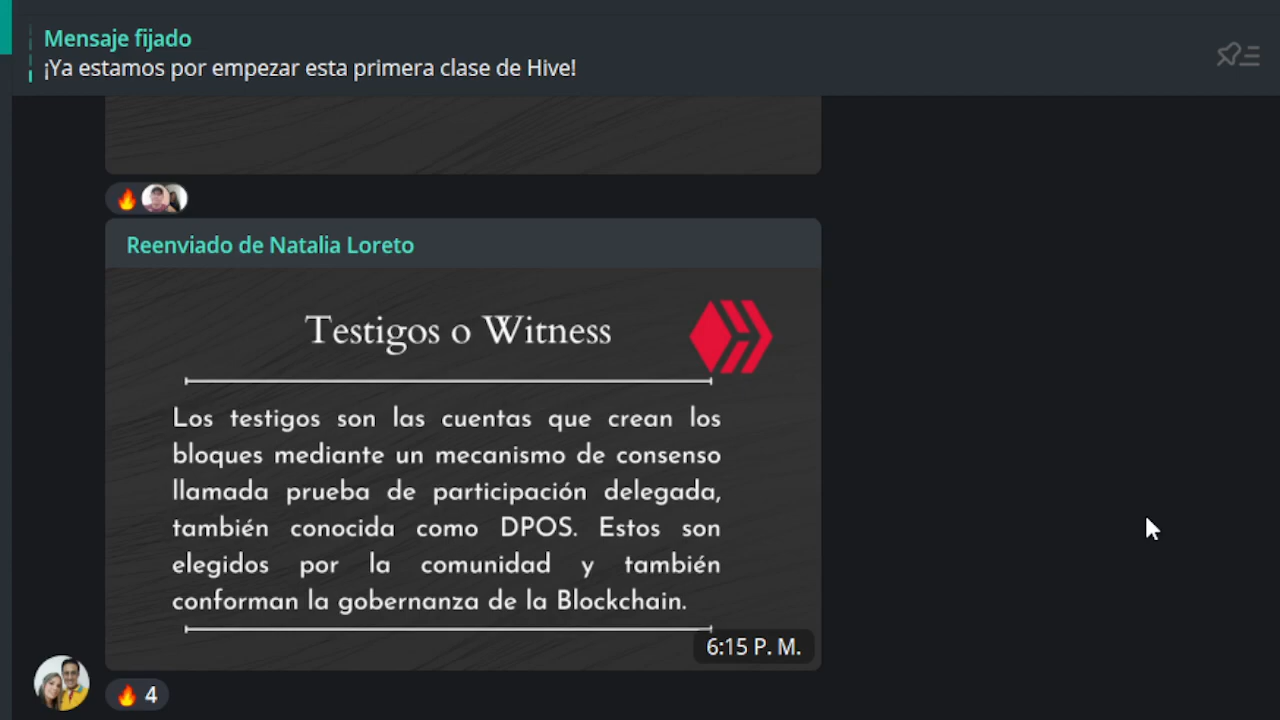 Mensaje fijado
¡Ya estamos por empezar esta primera clase de Hive!
Reenviado de Natalia Loreto
Testigos o Witness
Los testigos son las cuentas que crean los
bloques mediante un mecanismo de consenso
llamada prueba de participación delegada,
también conocida como DPOS. Estos son
elegidos por la comunidad y también
conforman la gobernanza de la Blockchain.
6:15 P. M.
4